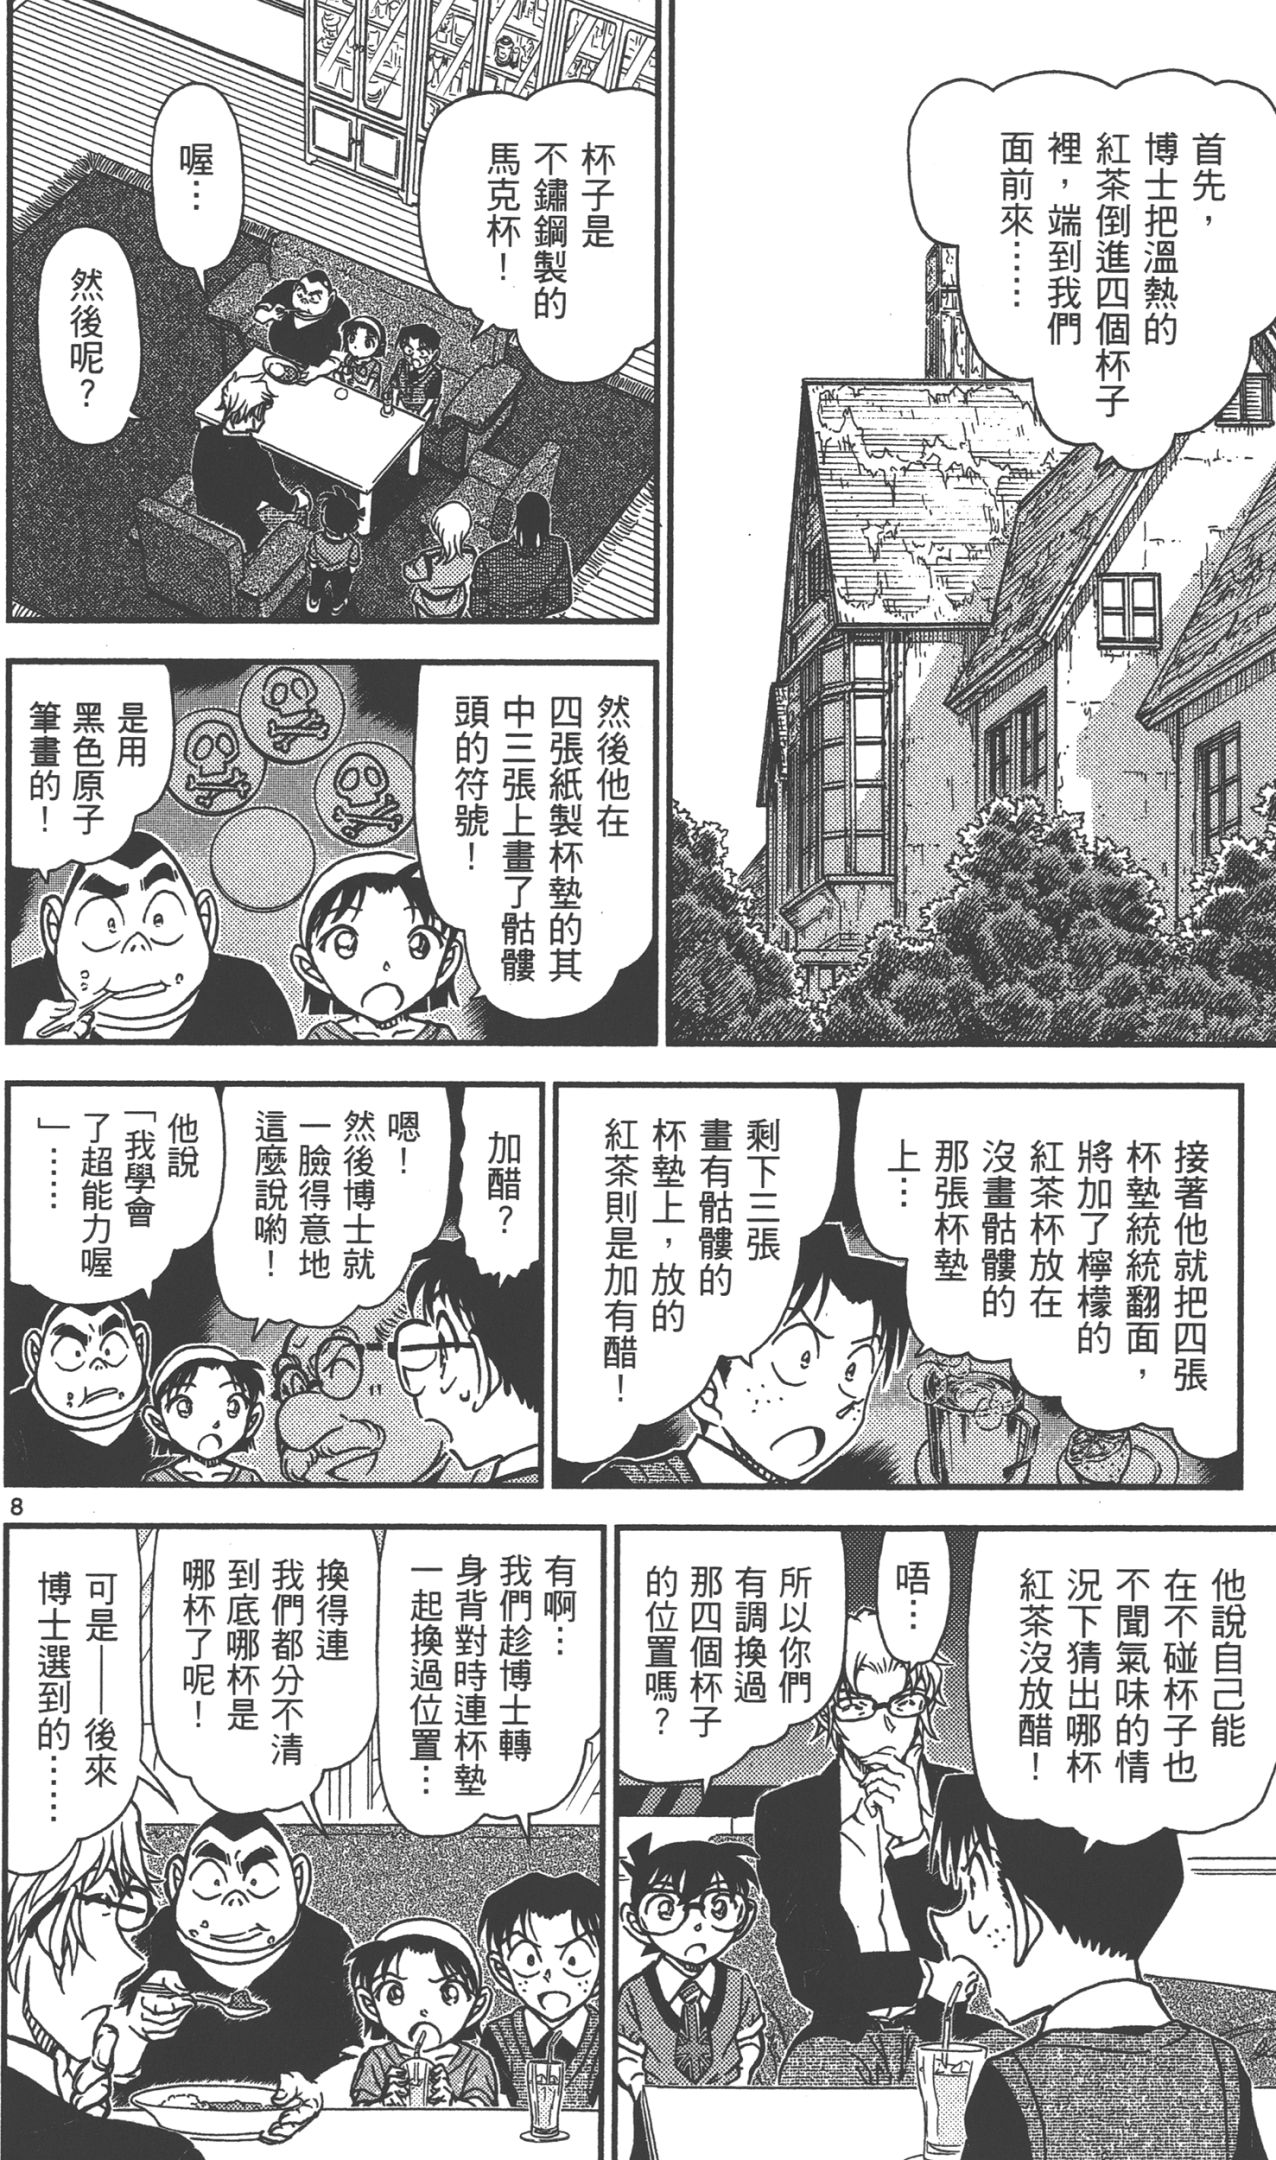 首先，
博士把溫熱的
紅茶倒進四個杯子
裡，端到我們
面前來……
杯子是
不鏽鋼製的
馬克杯！
喔…
然後呢？
然後他在
四張紙製杯墊的其
中三張上畫了骷髏
頭的符號！
是用
黑色原子
筆畫的！
接著他就把四張
杯墊統統翻面，
將加了檸檬的
紅茶杯放在
沒畫骷髏的
那張杯墊
上…
剩下三張
畫有骷髏的
杯墊上，放的
紅茶則是加有醋！
加醋？
嗯！
然後博士就
一臉得意地
這麼說喲！
他說
「我學會
了超能力喔
」……
8
他說自己能
在不碰杯子也
不聞氣味的情
況下猜出哪杯
紅茶沒放醋！
唔…
所以你們
有調換過
那四個杯子
的位置嗎？
有啊…
我們趁博士轉
身背對時連杯墊
一起換過位置…
換得連
我們都分不清
到底哪杯是
哪杯了呢！
可是——後來
博士選到的……